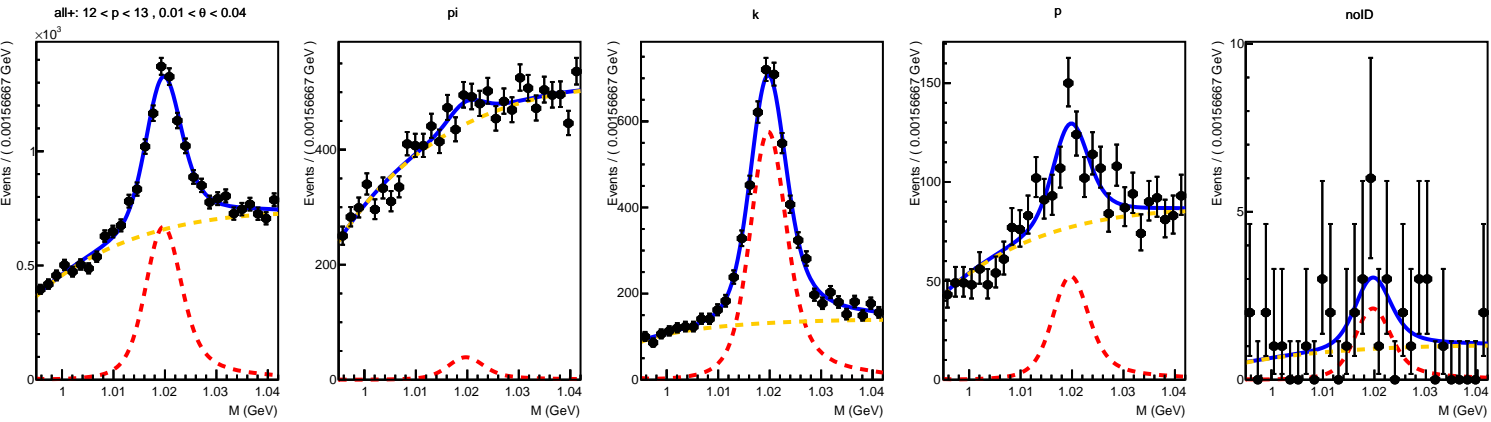 all+: 12 < p < 13 , 0.01 < θ < 0.04
×10³
Events / ( 0.00156667 GeV )
1
0.5
0
1 1.01 1.02 1.03 1.04
M (GeV)
pi
Events / ( 0.00156677 GeV )
400
200
0
1 1.01 1.02 1.03 1.04
M (GeV)
k
Events / ( 0.00156667 GeV )
600
400
200
0
1 1.01 1.02 1.03 1.04
M (GeV)
p
Events / ( 0.00156667 GeV )
150
100
50
0
1 1.01 1.02 1.03 1.04
M (GeV)
noID
Events / ( 0.00156667 GeV )
10
5
0
1 1.01 1.02 1.03 1.04
M (GeV)